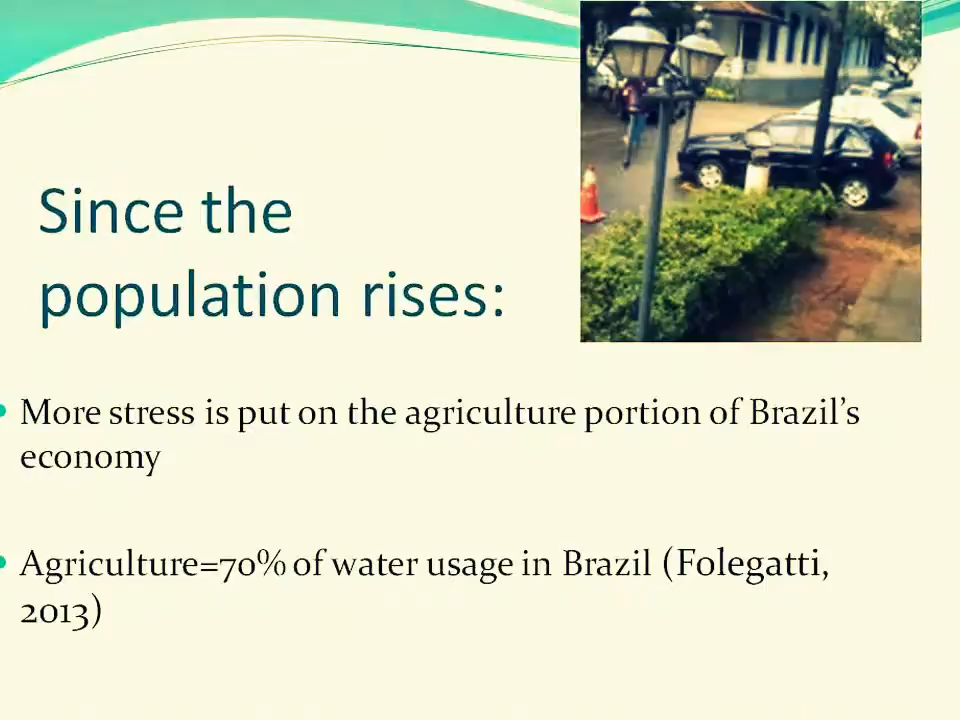 Since the
population rises:
• More stress is put on the agriculture portion of Brazil's
economy
• Agriculture=70% of water usage in Brazil (Folegatti,
2013)